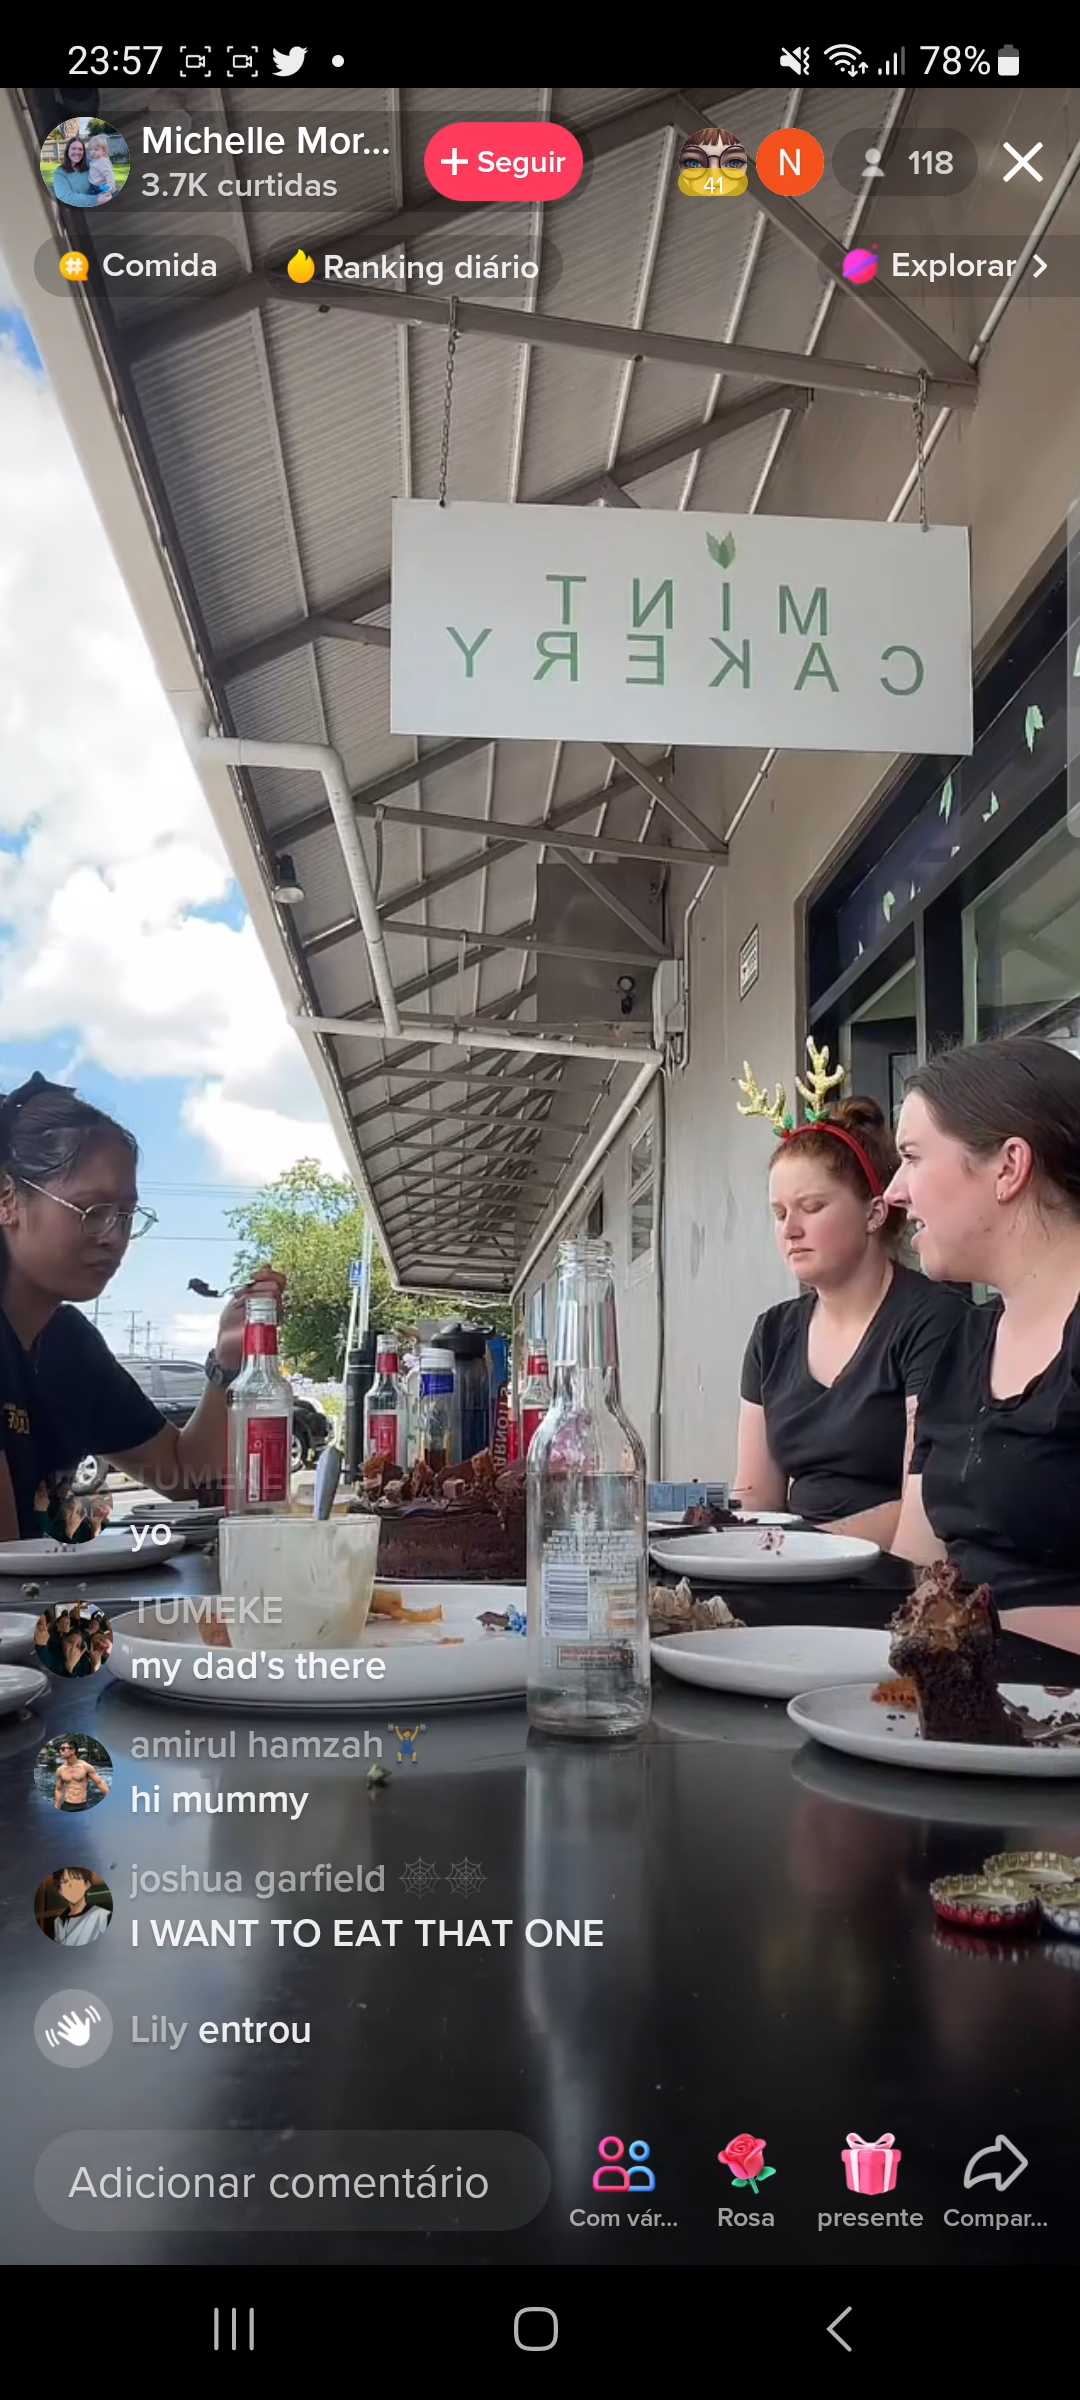 23:57
78%
Michelle Mor...
3.7K curtidas
+ Seguir
41
N
118
Comida
Ranking diário
Explorar
MINT
CAKERY
TUMEKE
yo
TUMEKE
my dad's there
amirul hamzah
hi mummy
joshua garfield
I WANT TO EAT THAT ONE
Lily entrou
Adicionar comentário
Com vár...
Rosa
presente
Compar...